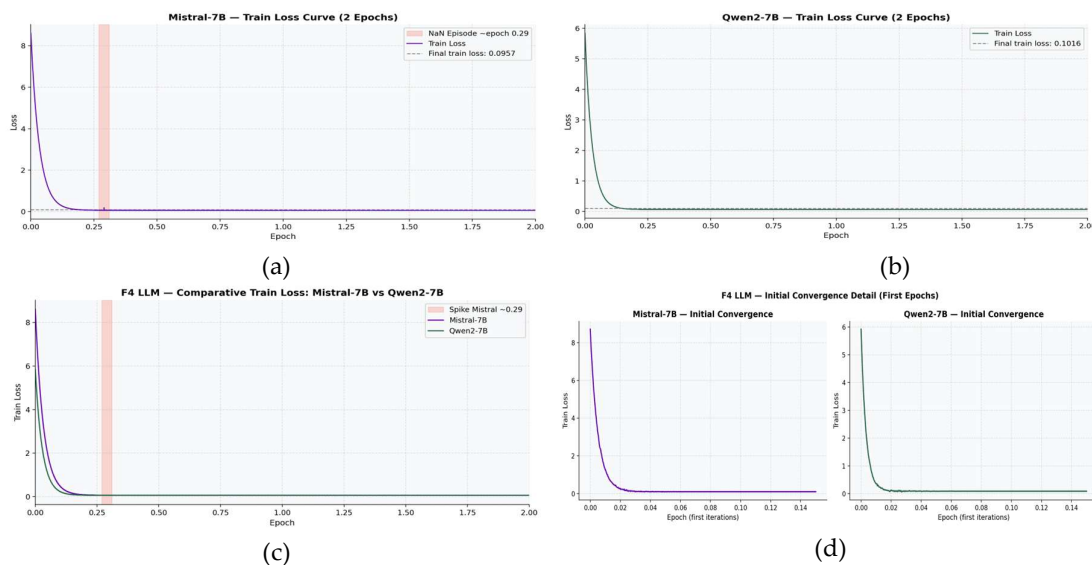 Mistral-7B — Train Loss Curve (2 Epochs)
NaN Episode ~epoch 0.29
Train Loss
Final train loss: 0.0957
Loss
8
6
4
2
0
0.00 0.25 0.50 0.75 1.00 1.25 1.50 1.75 2.00
Epoch
(a)
Qwen2-7B — Train Loss Curve (2 Epochs)
Train Loss
Final train loss: 0.1016
Loss
6
5
4
3
2
1
0
0.00 0.25 0.50 0.75 1.00 1.25 1.50 1.75 2.00
Epoch
(b)
F4 LLM — Comparative Train Loss: Mistral-7B vs Qwen2-7B
Spike Mistral ~0.29
Mistral-7B
Qwen2-7B
Train Loss
8
6
4
2
0
0.00 0.25 0.50 0.75 1.00 1.25 1.50 1.75 2.00
Epoch
(c)
F4 LLM — Initial Convergence Detail (First Epochs)
Mistral-7B — Initial Convergence
Train Loss
8
6
4
2
0
0.00 0.02 0.04 0.06 0.08 0.10 0.12 0.14
Epoch (first iterations)
Qwen2-7B — Initial Convergence
Train Loss
6
5
4
3
2
1
0
0.00 0.02 0.04 0.06 0.08 0.10 0.12 0.14
Epoch (first iterations)
(d)